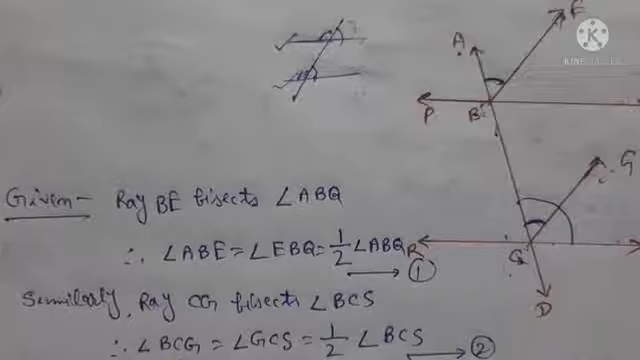 E
A
K
P
B
G
Given- Ray BE bisects ∠ABQ
∴ ∠ABE = ∠EBQ = 1/2 ∠ABQ → ①
R
D
Similarly, Ray CG bisects ∠BCS
∴ ∠BCG = ∠GCS = 1/2 ∠BCS → ②